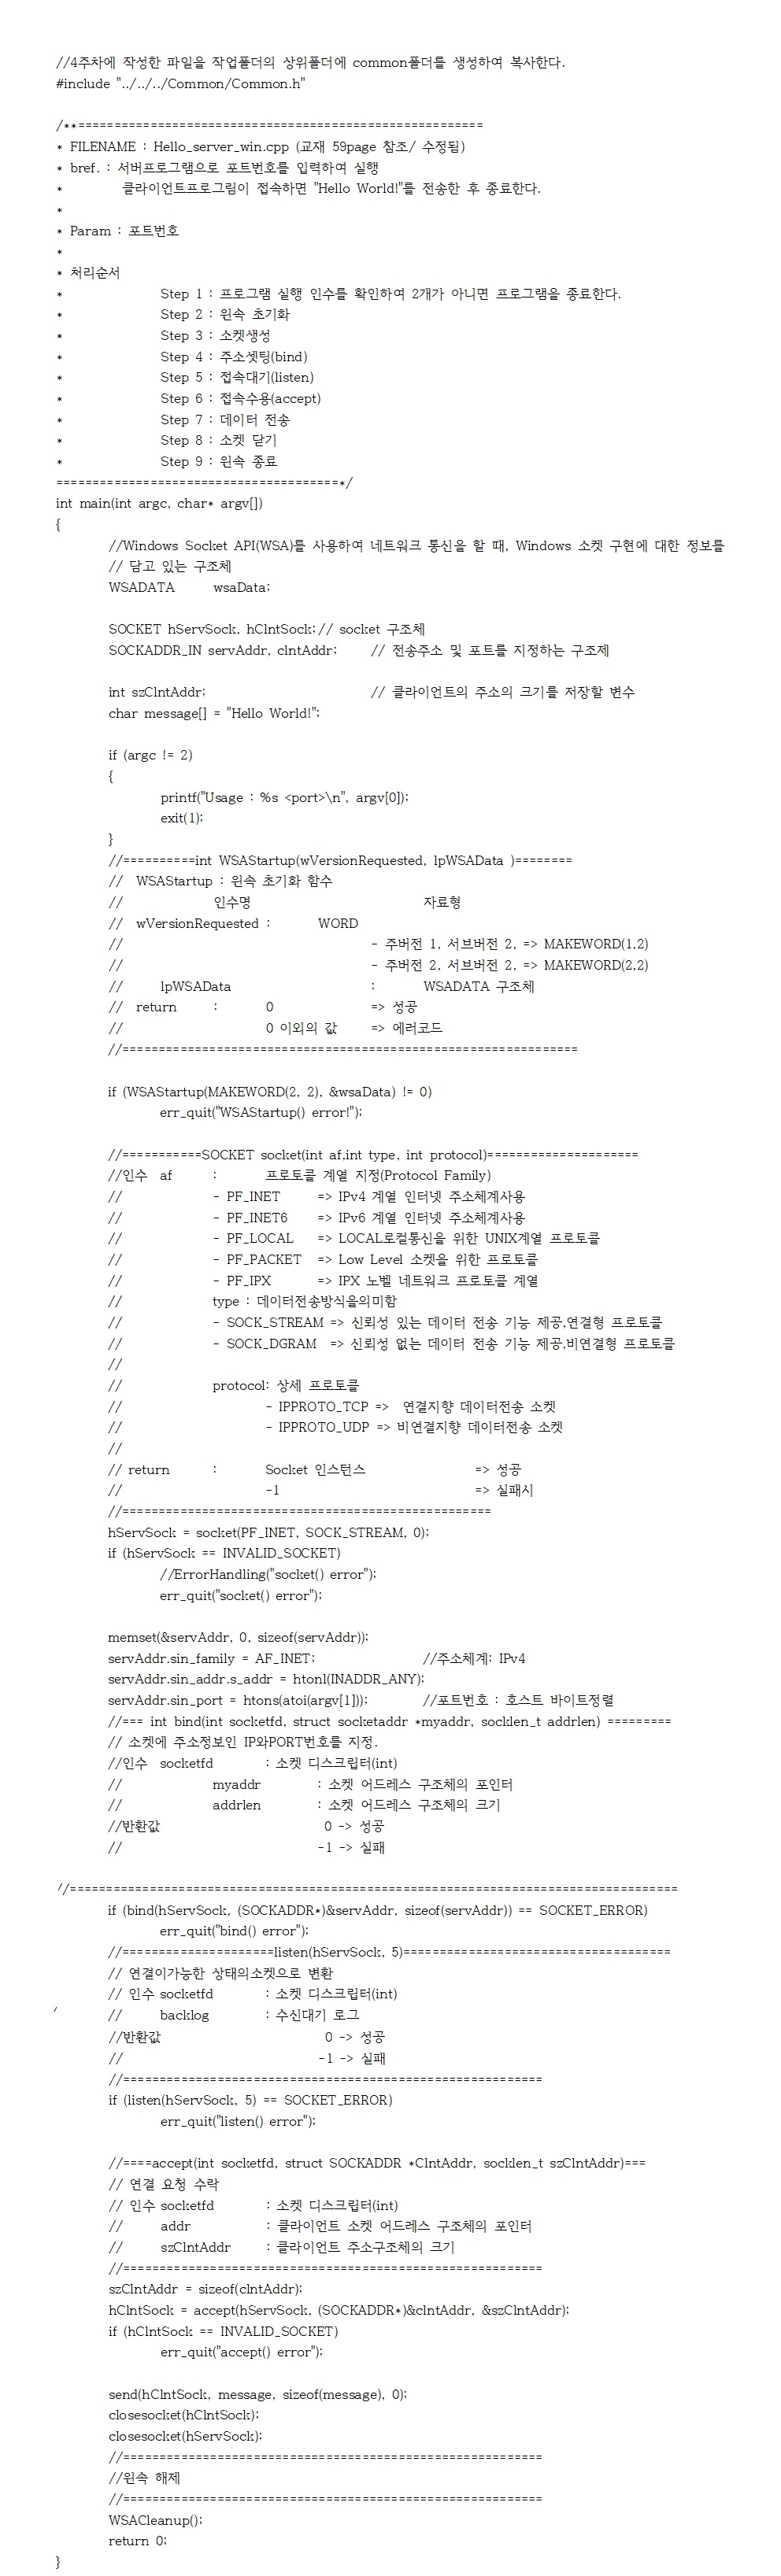 //4주차에 작성한 파일을 작업폴더의 상위폴더에 common폴더를 생성하여 복사한다.
#include "../../../Common/Common.h"

/**========================================================
* FILENAME : Hello_server_win.cpp (교재 59page 참조/ 수정됨)
* bref. : 서버프로그램으로 포트번호를 입력하여 실행
*         클라이언트프로그림이 접속하면 "Hello World!"를 전송한 후 종료한다.
*
* Param : 포트번호
*
* 처리순서
*               Step 1 : 프로그램 실행 인수를 확인하여 2개가 아니면 프로그램을 종료한다.
*               Step 2 : 윈속 초기화
*               Step 3 : 소켓생성
*               Step 4 : 주소셋팅(bind)
*               Step 5 : 접속대기(listen)
*               Step 6 : 접속수용(accept)
*               Step 7 : 데이터 전송
*               Step 8 : 소켓 닫기
*               Step 9 : 윈속 종료
=======================================*/
int main(int argc, char* argv[])
{
        //Windows Socket API(WSA)를 사용하여 네트워크 통신을 할 때, Windows 소켓 구현에 대한 정보를
        // 담고 있는 구조체
        WSADATA      wsaData;

        SOCKET hServSock, hClntSock;// socket 구조체
        SOCKADDR_IN servAddr, clntAddr;     // 전송주소 및 포트를 지정하는 구조제

        int szClntAddr;                         // 클라이언트의 주소의 크기를 저장할 변수
        char message[] = "Hello World!";

        if (argc != 2)
        {
                printf("Usage : %s <port>\n", argv[0]);
                exit(1);
        }
        //==========int WSAStartup(wVersionRequested, lpWSAData )========
        //  WSAStartup : 윈속 초기화 함수
        //              인수명                          자료형
        //  wVersionRequested :       WORD
        //                                      - 주버전 1, 서브버전 2, => MAKEWORD(1,2)
        //                                      - 주버전 2, 서브버전 2, => MAKEWORD(2,2)
        //      lpWSAData                      :       WSADATA 구조체
        //  return     :       0               => 성공
        //                      0 이외의 값     => 에러코드
        //===============================================================

        if (WSAStartup(MAKEWORD(2, 2), &wsaData) != 0)
                err_quit("WSAStartup() error!");

        //===========SOCKET socket(int af,int type, int protocol)=====================
        //인수  af      :       프로토콜 계열 지정(Protocol Family)
        //              - PF_INET      => IPv4 계열 인터넷 주소체계사용
        //              - PF_INET6    => IPv6 계열 인터넷 주소체계사용
        //              - PF_LOCAL   => LOCAL로컬통신을 위한 UNIX계열 프로토콜
        //              - PF_PACKET  => Low Level 소켓을 위한 프로토콜
        //              - PF_IPX       => IPX 노벨 네트워크 프로토콜 계열
        //              type : 데이터전송방식을의미함
        //              - SOCK_STREAM => 신뢰성 있는 데이터 전송 기능 제공,연결형 프로토콜
        //              - SOCK_DGRAM  => 신뢰성 없는 데이터 전송 기능 제공,비연결형 프로토콜
        //
        //              protocol: 상세 프로토콜
        //                      - IPPROTO_TCP =>  연결지향 데이터전송 소켓
        //                      - IPPROTO_UDP => 비연결지향 데이터전송 소켓
        //
        // return       :       Socket 인스턴스                 => 성공
        //                      -1                              => 실패시
        //===================================================
        hServSock = socket(PF_INET, SOCK_STREAM, 0);
        if (hServSock == INVALID_SOCKET)
                //ErrorHandling("socket() error");
                err_quit("socket() error");

        memset(&servAddr, 0, sizeof(servAddr));
        servAddr.sin_family = AF_INET;                 //주소체계: IPv4
        servAddr.sin_addr.s_addr = htonl(INADDR_ANY);
        servAddr.sin_port = htons(atoi(argv[1]));        //포트번호 : 호스트 바이트정렬
        //=== int bind(int socketfd, struct socketaddr *myaddr, socklen_t addrlen) =========
        // 소켓에 주소정보인 IP와PORT번호를 지정.
        //인수  socketfd        : 소켓 디스크립터(int)
        //              myaddr         : 소켓 어드레스 구조체의 포인터
        //              addrlen         : 소켓 어드레스 구조체의 크기
        //반환값                         0 -> 성공
        //                              -1 -> 실패

//====================================================================================
        if (bind(hServSock, (SOCKADDR*)&servAddr, sizeof(servAddr)) == SOCKET_ERROR)
                err_quit("bind() error");
        //=====================listen(hServSock, 5)=====================================
        // 연결이가능한 상태의소켓으로 변환
        // 인수 socketfd        : 소켓 디스크립터(int)
/       //      backlog         : 수신대기 로그
        //반환값                         0 -> 성공
        //                              -1 -> 실패
        //==========================================================
        if (listen(hServSock, 5) == SOCKET_ERROR)
                err_quit("listen() error");

        //====accept(int socketfd, struct SOCKADDR *ClntAddr, socklen_t szClntAddr)===
        // 연결 요청 수락
        // 인수 socketfd        : 소켓 디스크립터(int)
        //      addr            : 클라이언트 소켓 어드레스 구조체의 포인터
        //      szClntAddr      : 클라이언트 주소구조체의 크기
        //==========================================================
        szClntAddr = sizeof(clntAddr);
        hClntSock = accept(hServSock, (SOCKADDR*)&clntAddr, &szClntAddr);
        if (hClntSock == INVALID_SOCKET)
                err_quit("accept() error");

        send(hClntSock, message, sizeof(message), 0);
        closesocket(hClntSock);
        closesocket(hServSock);
        //==========================================================
        //윈속 해제
        //==========================================================
        WSACleanup();
        return 0;
}